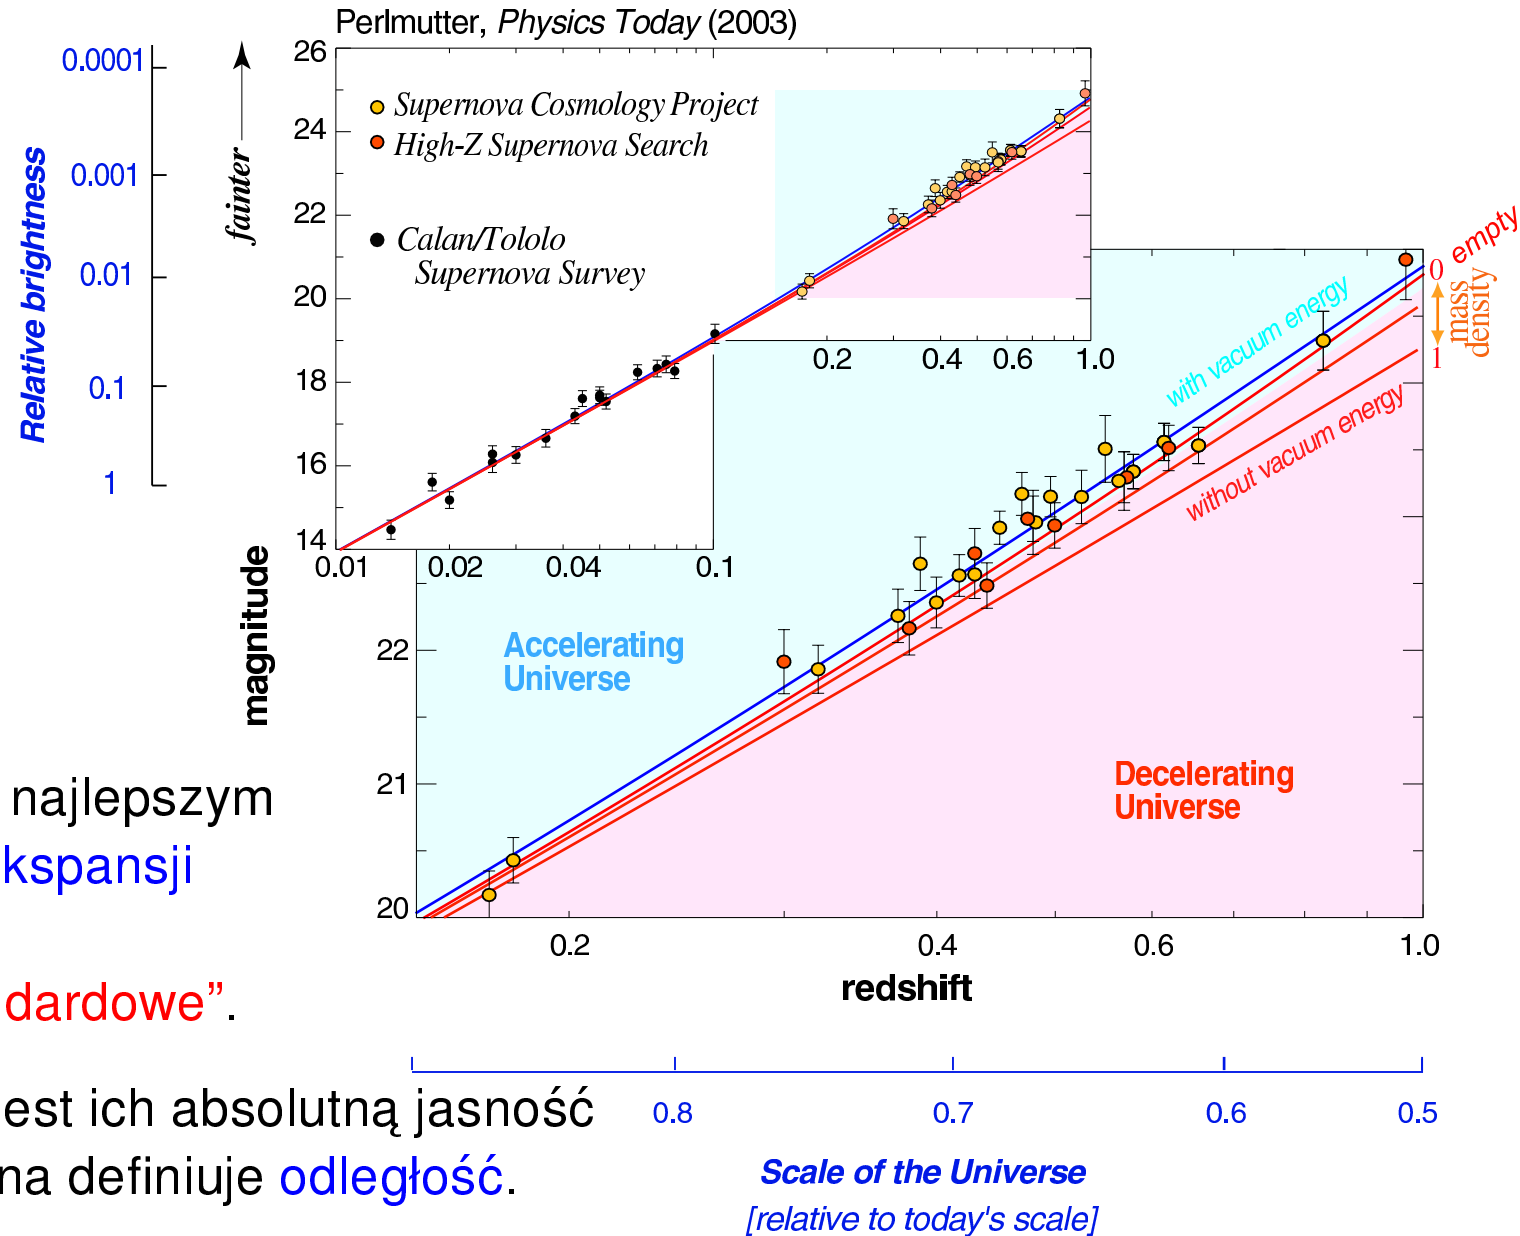 Perlmutter, Physics Today (2003)
0.0001
0.001
0.01
0.1
1
Relative brightness
fainter
magnitude
26
24
22
20
18
16
14
Supernova Cosmology Project
High-Z Supernova Search
Calan/Tololo
Supernova Survey
0.01
0.02
0.04
0.1
0.2
0.4
0.6
1.0
empty
0
mass
density
1
with vacuum energy
without vacuum energy
22
21
20
Accelerating
Universe
Decelerating
Universe
0.2
0.4
0.6
1.0
redshift
najlepszym
kspansji
dardowe”.
est ich absolutną jasność
na definiuje odległość.
0.8
0.7
0.6
0.5
Scale of the Universe
[relative to today's scale]